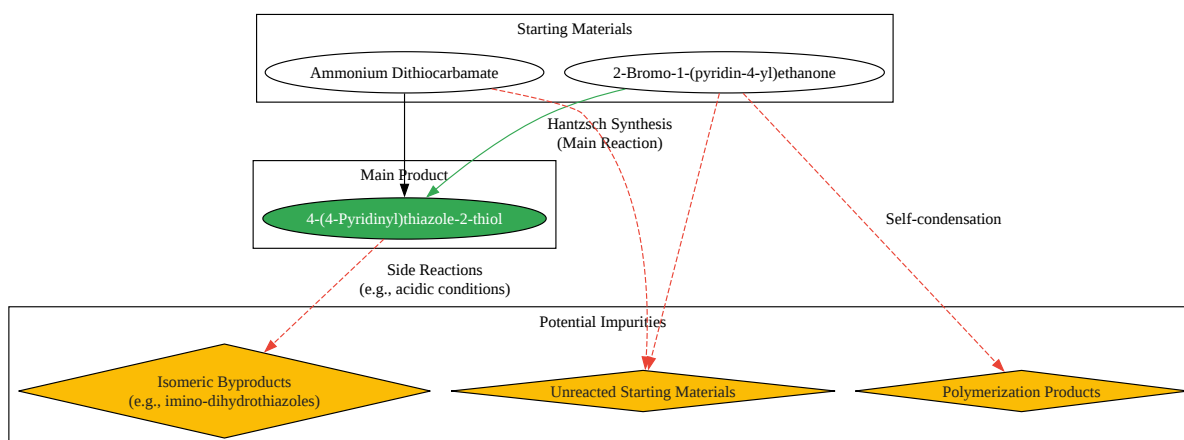 Starting Materials
Ammonium Dithiocarbamate
2-Bromo-1-(pyridin-4-yl)ethanone
Hantzsch Synthesis
(Main Reaction)
Main Product
4-(4-Pyridinyl)thiazole-2-thiol
Self-condensation
Side Reactions
(e.g., acidic conditions)
Potential Impurities
Isomeric Byproducts
(e.g., imino-dihydrothiazoles)
Unreacted Starting Materials
Polymerization Products